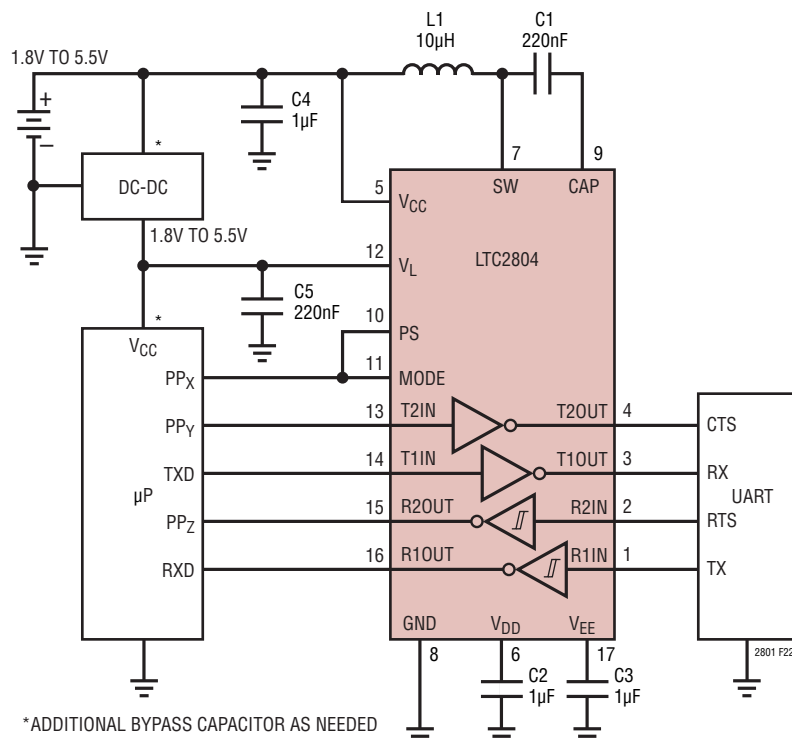 L1
10µH
C1
220nF
1.8V TO 5.5V
+
–
C4
1µF
*
DC-DC
7
9
SW
CAP
5
VCC
1.8V TO 5.5V
12
VL
LTC2804
C5
220nF
10
PS
*
VCC
11
MODE
PPX
13
T2IN
T2OUT
4
CTS
PPY
14
T1IN
T1OUT
3
RX
TXD
µP
UART
15
R2OUT
R2IN
2
RTS
PPZ
16
R1OUT
R1IN
1
TX
RXD
GND
VDD
VEE
8
6
17
2801 F22
C2
1µF
C3
1µF
*ADDITIONAL BYPASS CAPACITOR AS NEEDED